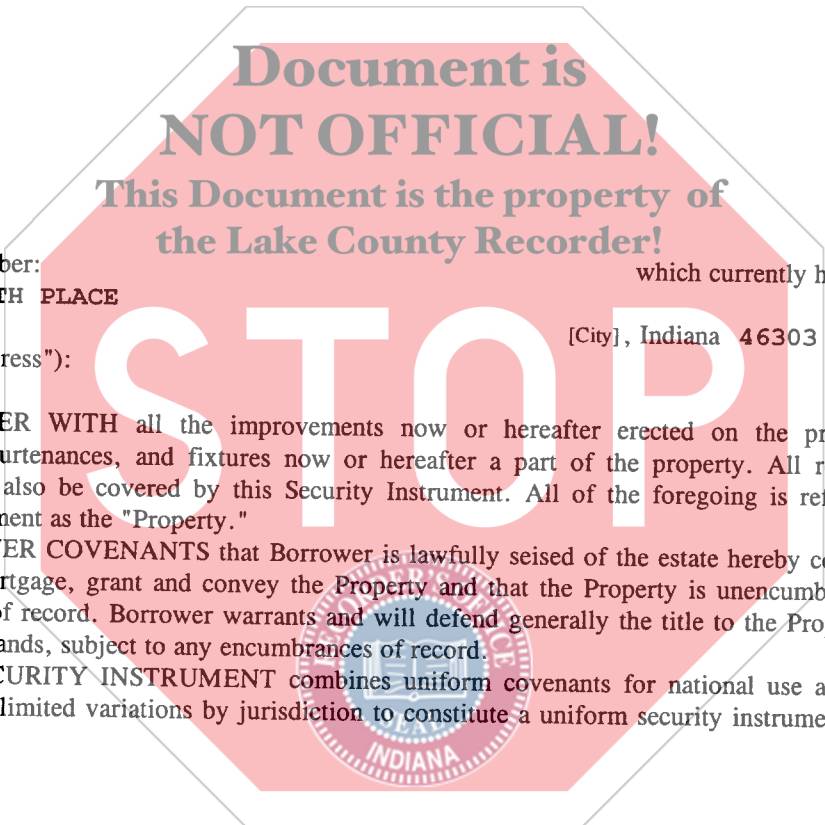 Document is
NOT OFFICIAL!
This Document is the property of
the Lake County Recorder!
ber:
which currently h
TH PLACE
[City], Indiana 46303
ress"):
STOP
ER WITH all the improvements now or hereafter erected on the pr
urtenances, and fixtures now or hereafter a part of the property. All r
also be covered by this Security Instrument. All of the foregoing is ref
ment as the "Property."
ER COVENANTS that Borrower is lawfully seised of the estate hereby c
rtgage, grant and convey the Property and that the Property is unencumb
of record. Borrower warrants and will defend generally the title to the Pro
ands, subject to any encumbrances of record.
CURITY INSTRUMENT combines uniform covenants for national use a
limited variations by jurisdiction to constitute a uniform security instrume
RECORDER'S OFFICE
SEAL
INDIANA